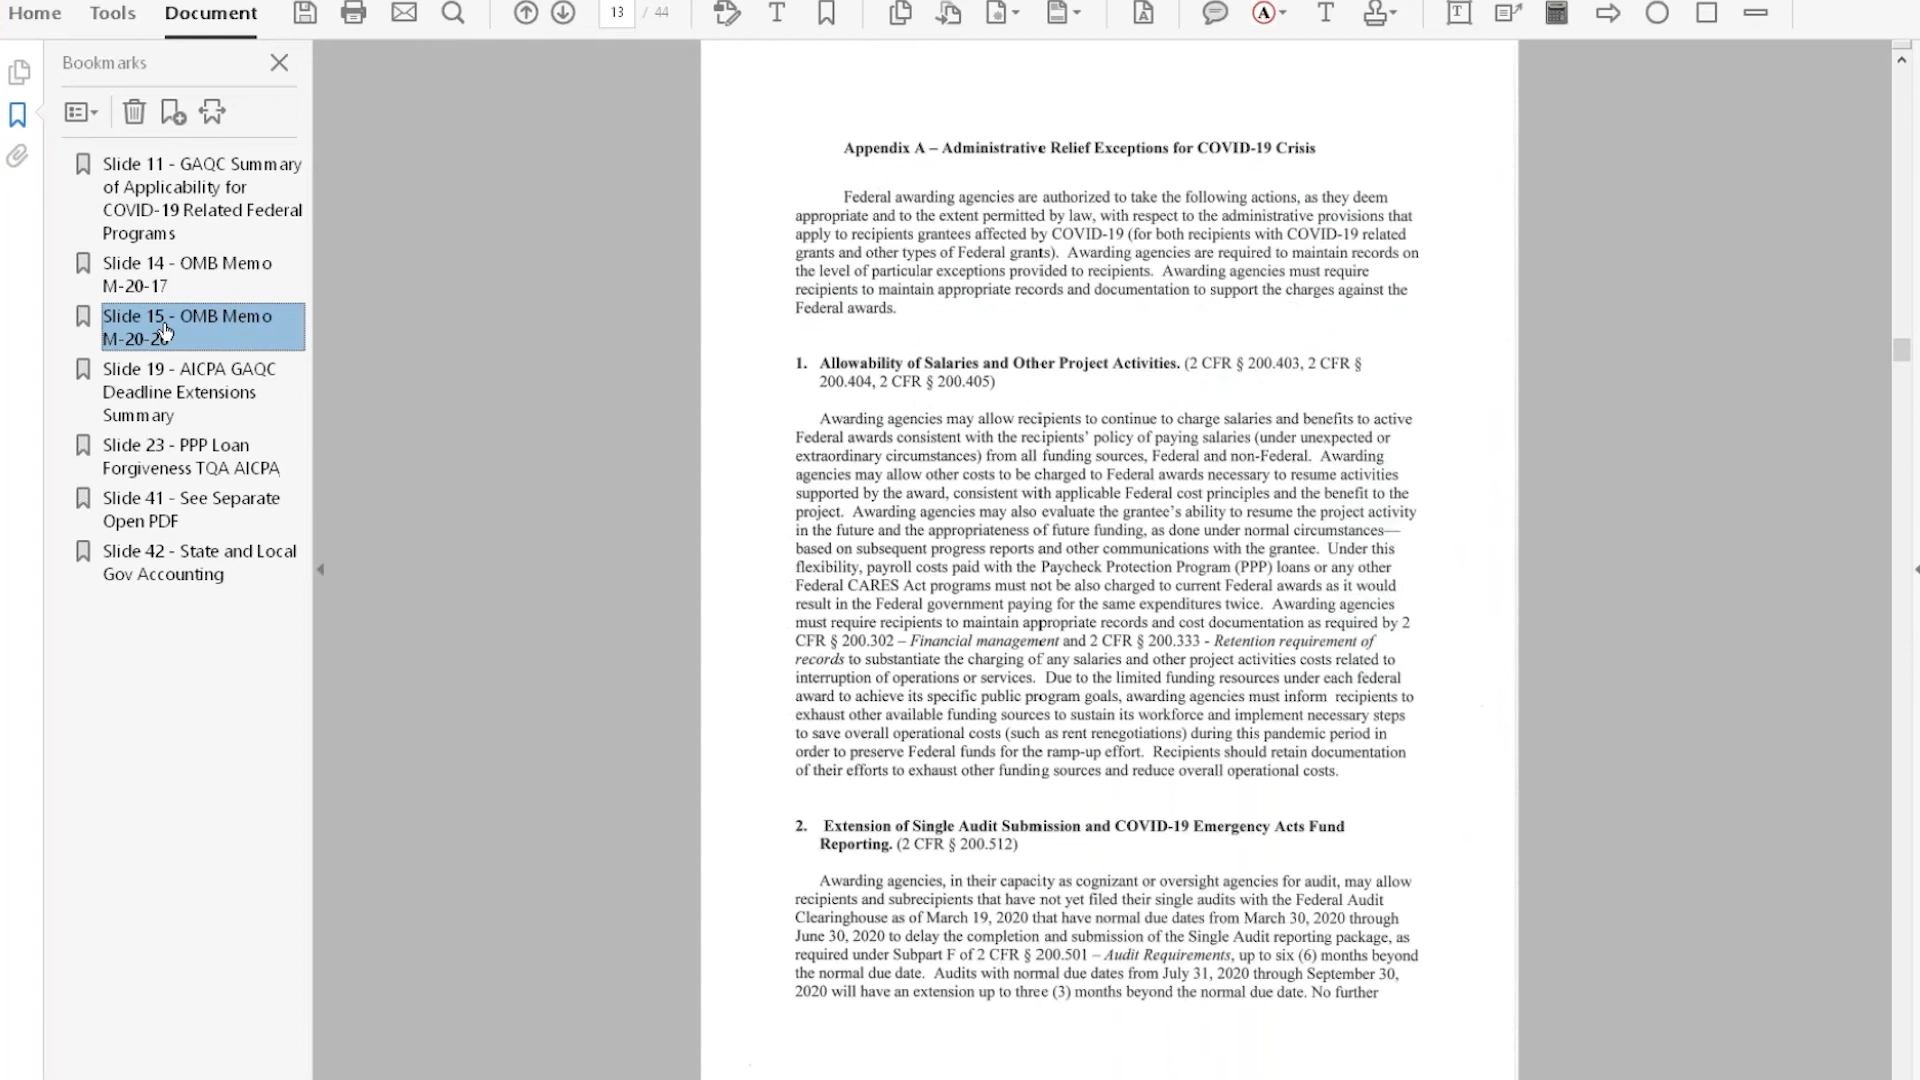 Home Tools Document 13 / 44
Bookmarks
Slide 11 - GAQC Summary
of Applicability for
COVID-19 Related Federal
Programs
Slide 14 - OMB Memo
M-20-17
Slide 15 - OMB Memo
M-20-2
Slide 19 - AICPA GAQC
Deadline Extensions
Summary
Slide 23 - PPP Loan
Forgiveness TQA AICPA
Slide 41 - See Separate
Open PDF
Slide 42 - State and Local
Gov Accounting
Appendix A – Administrative Relief Exceptions for COVID-19 Crisis
Federal awarding agencies are authorized to take the following actions, as they deem
appropriate and to the extent permitted by law, with respect to the administrative provisions that
apply to recipients grantees affected by COVID-19 (for both recipients with COVID-19 related
grants and other types of Federal grants). Awarding agencies are required to maintain records on
the level of particular exceptions provided to recipients. Awarding agencies must require
recipients to maintain appropriate records and documentation to support the charges against the
Federal awards.
1. Allowability of Salaries and Other Project Activities. (2 CFR § 200.403, 2 CFR §
200.404, 2 CFR § 200.405)
Awarding agencies may allow recipients to continue to charge salaries and benefits to active
Federal awards consistent with the recipients' policy of paying salaries (under unexpected or
extraordinary circumstances) from all funding sources, Federal and non-Federal. Awarding
agencies may allow other costs to be charged to Federal awards necessary to resume activities
supported by the award, consistent with applicable Federal cost principles and the benefit to the
project. Awarding agencies may also evaluate the grantee's ability to resume the project activity
in the future and the appropriateness of future funding, as done under normal circumstances—
based on subsequent progress reports and other communications with the grantee. Under this
flexibility, payroll costs paid with the Paycheck Protection Program (PPP) loans or any other
Federal CARES Act programs must not be also charged to current Federal awards as it would
result in the Federal government paying for the same expenditures twice. Awarding agencies
must require recipients to maintain appropriate records and cost documentation as required by 2
CFR § 200.302 – Financial management and 2 CFR § 200.333 - Retention requirement of
records to substantiate the charging of any salaries and other project activities costs related to
interruption of operations or services. Due to the limited funding resources under each federal
award to achieve its specific public program goals, awarding agencies must inform recipients to
exhaust other available funding sources to sustain its workforce and implement necessary steps
to save overall operational costs (such as rent renegotiations) during this pandemic period in
order to preserve Federal funds for the ramp-up effort. Recipients should retain documentation
of their efforts to exhaust other funding sources and reduce overall operational costs.
2. Extension of Single Audit Submission and COVID-19 Emergency Acts Fund
Reporting. (2 CFR § 200.512)
Awarding agencies, in their capacity as cognizant or oversight agencies for audit, may allow
recipients and subrecipients that have not yet filed their single audits with the Federal Audit
Clearinghouse as of March 19, 2020 that have normal due dates from March 30, 2020 through
June 30, 2020 to delay the completion and submission of the Single Audit reporting package, as
required under Subpart F of 2 CFR § 200.501 – Audit Requirements, up to six (6) months beyond
the normal due date. Audits with normal due dates from July 31, 2020 through September 30,
2020 will have an extension up to three (3) months beyond the normal due date. No further